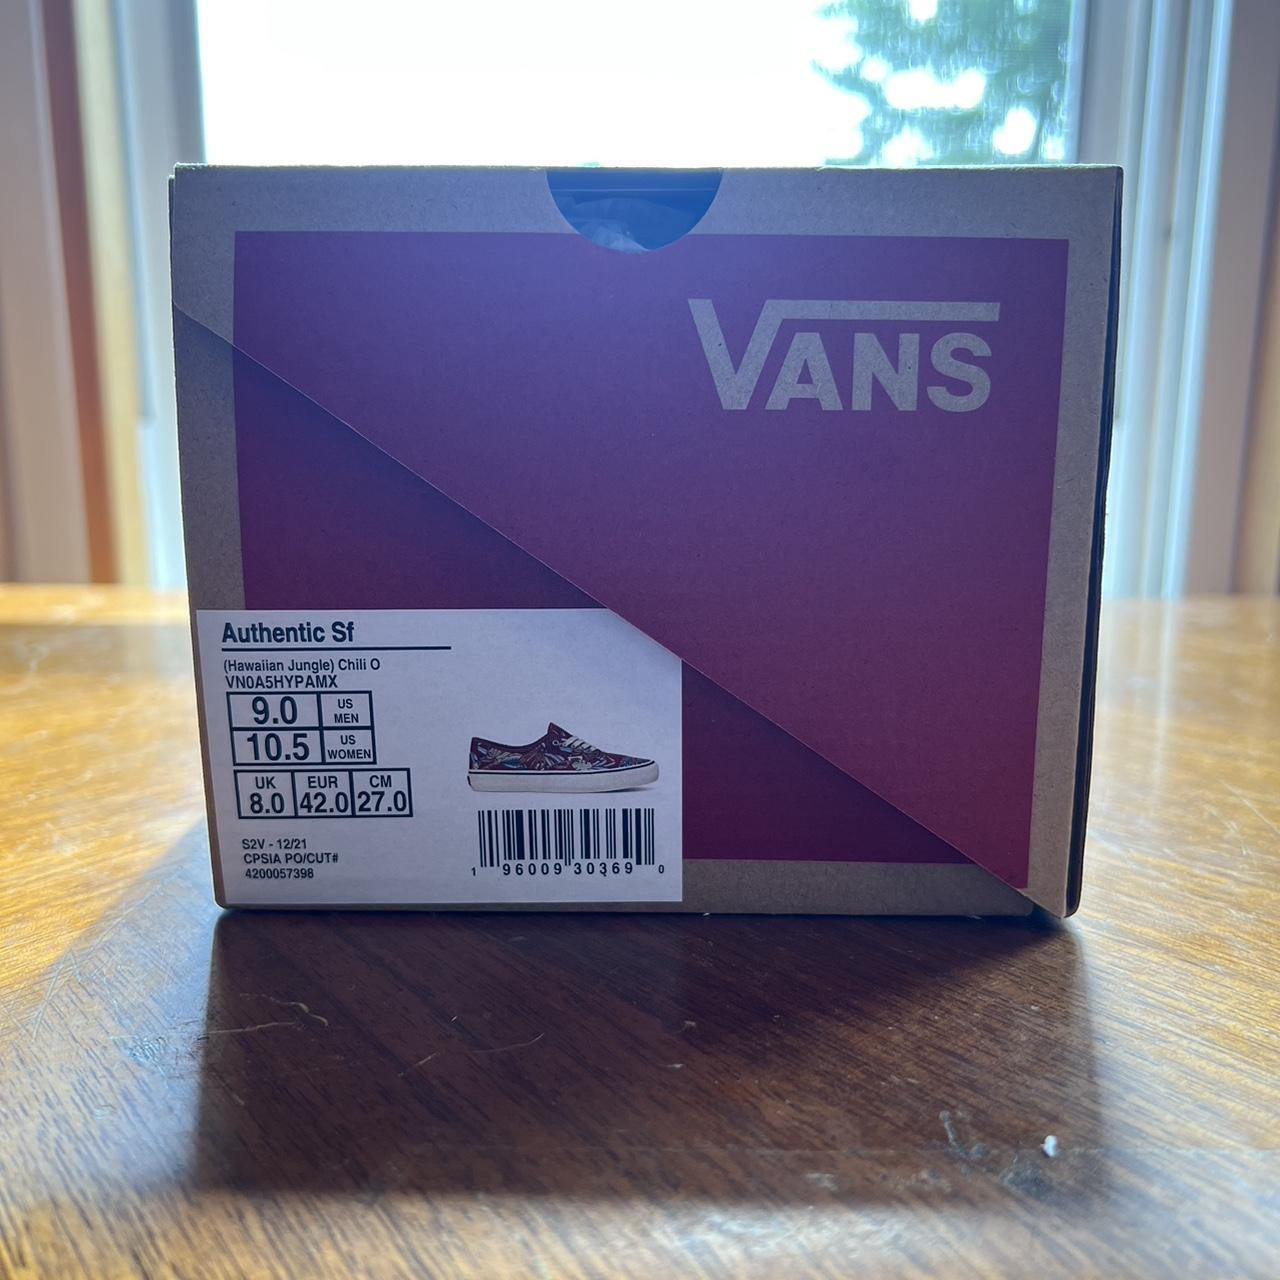 VANS
Authentic Sf
(Hawaiian Jungle) Chili O
VN0A5HYPAMX
9.0 US MEN
10.5 US WOMEN
UK EUR CM
8.0 42.0 27.0
S2V - 12/21
CPSIA PO/CUT#
4200057398
1 96009 30369 0